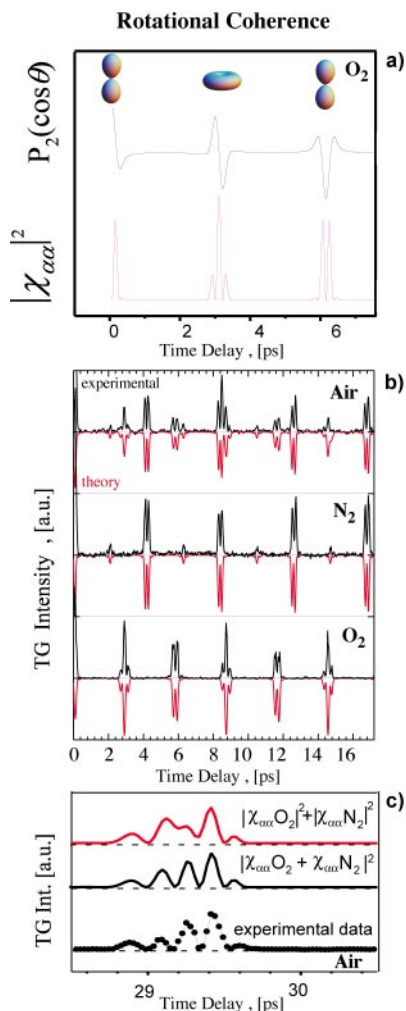 Rotational Coherence
O₂ a)
P₂(cosθ)
|χαα|²
0 2 4 6
Time Delay , [ps]
experimental Air b)
theory
N₂
O₂
TG Intensity , [a.u.]
0 2 4 6 8 10 12 14 16
Time Delay , [ps]
c)
|χααO₂|²+|χααN₂|²
|χααO₂ + χααN₂|²
experimental data
Air
TG Int. [a.u.]
29 30
Time Delay , [ps]